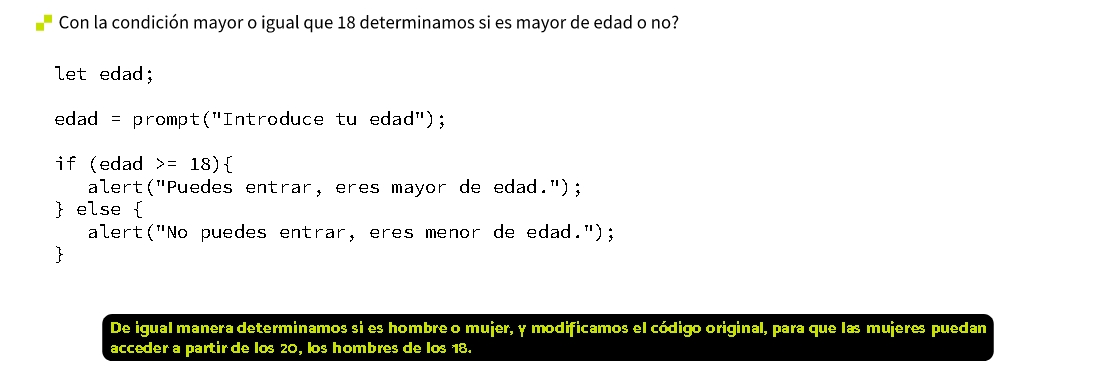 Con la condición mayor o igual que 18 determinamos si es mayor de edad o no?
let edad;
edad = prompt("Introduce tu edad");
if (edad >= 18){
alert("Puedes entrar, eres mayor de edad.");
} else {
alert("No puedes entrar, eres menor de edad.");
}
De igual manera determinamos si es hombre o mujer, y modificamos el código original, para que las mujeres puedan
acceder a partir de los 20, los hombres de los 18.